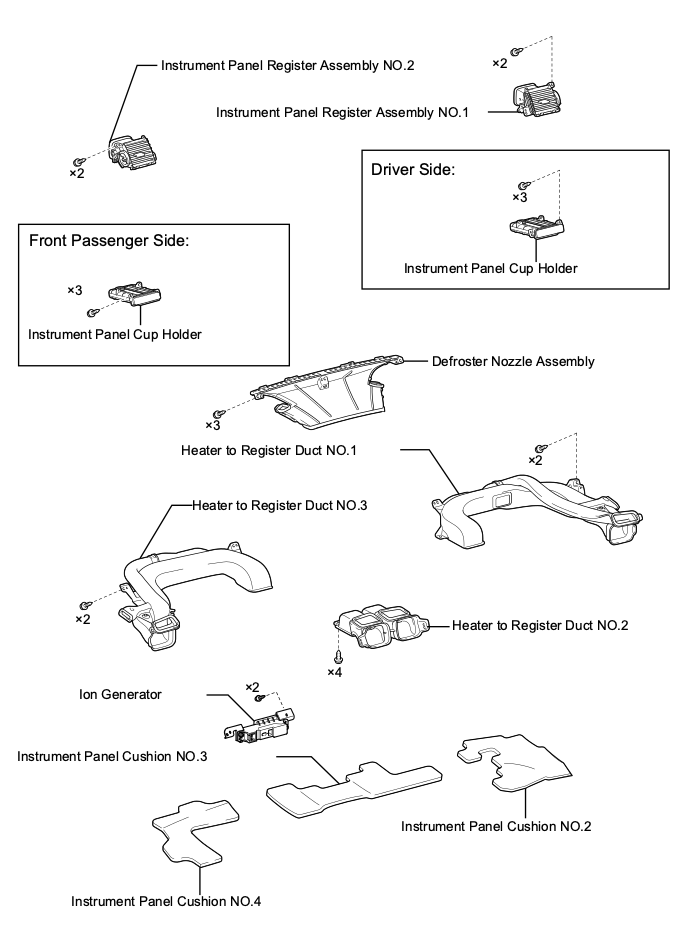 ×2
Instrument Panel Register Assembly NO.2
Instrument Panel Register Assembly NO.1
×2
Driver Side:
×3
Instrument Panel Cup Holder
Front Passenger Side:
×3
Instrument Panel Cup Holder
Defroster Nozzle Assembly
×3
Heater to Register Duct NO.1
×2
Heater to Register Duct NO.3
×2
Heater to Register Duct NO.2
×4
Ion Generator
×2
Instrument Panel Cushion NO.3
Instrument Panel Cushion NO.2
Instrument Panel Cushion NO.4